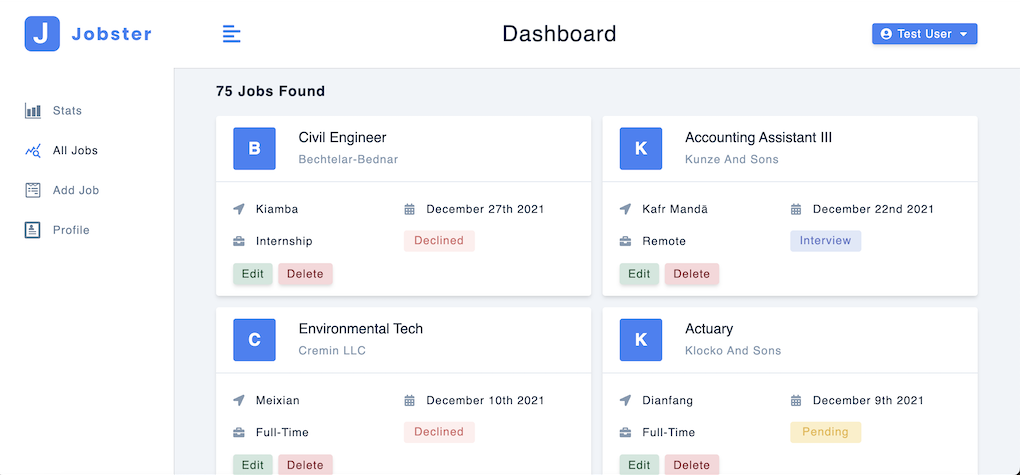 J Jobster
Dashboard
Test User
Stats
All Jobs
Add Job
Profile
75 Jobs Found
B
Civil Engineer
Bechtelar-Bednar
Kiamba
December 27th 2021
Internship
Declined
Edit
Delete
K
Accounting Assistant III
Kunze And Sons
Kafr Mandā
December 22nd 2021
Remote
Interview
Edit
Delete
C
Environmental Tech
Cremin LLC
Meixian
December 10th 2021
Full-Time
Declined
Edit
Delete
K
Actuary
Klocko And Sons
Dianfang
December 9th 2021
Full-Time
Pending
Edit
Delete